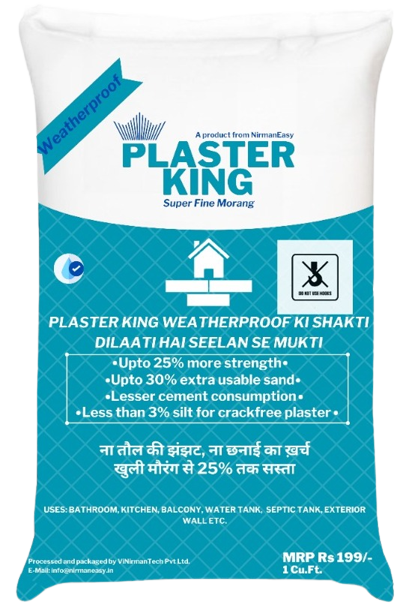 Weatherproof
A product from NirmanEasy
PLASTER
KING
Super Fine Morang
DO NOT USE HOOKS
PLASTER KING WEATHERPROOF KI SHAKTI
DILAATI HAI SEELAN SE MUKTI
•Upto 25% more strength•
•Upto 30% extra usable sand•
•Lesser cement consumption•
•Less than 3% silt for crackfree plaster•
ना तौल की झंझट, ना छनाई का ख़र्च
खुली मौरंग से 25% तक सस्ता
USES: BATHROOM, KITCHEN, BALCONY, WATER TANK, SEPTIC TANK, EXTERIOR
WALL ETC.
Processed and packaged by ViNirmanTech Pvt Ltd.
E-Mail: info@nirmaneasy.in
MRP Rs 199/-
1 Cu.Ft.